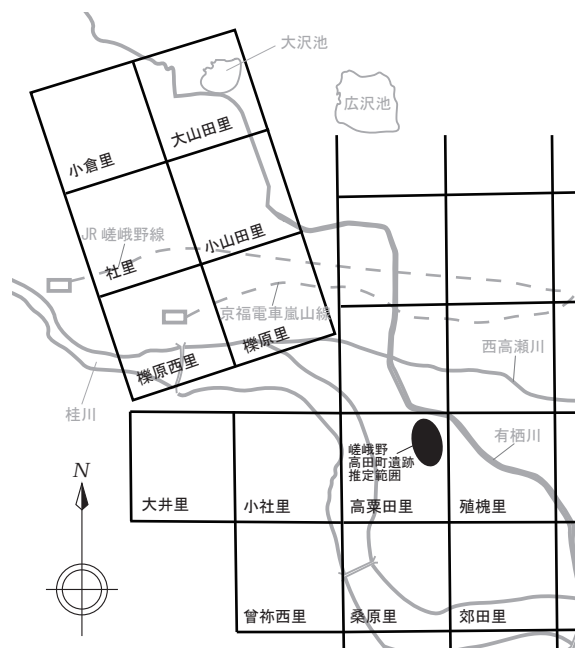 大沢池
広沢池
大山田里
小倉里
JR 嵯峨野線
小山田里
社里
京福電車嵐山線
櫟原里
櫟原西里
西高瀬川
桂川
有栖川
嵯峨野
高田町遺跡
推定範囲
N
大井里
小社里
高粟田里
殖槻里
曾祢西里
桑原里
郊田里